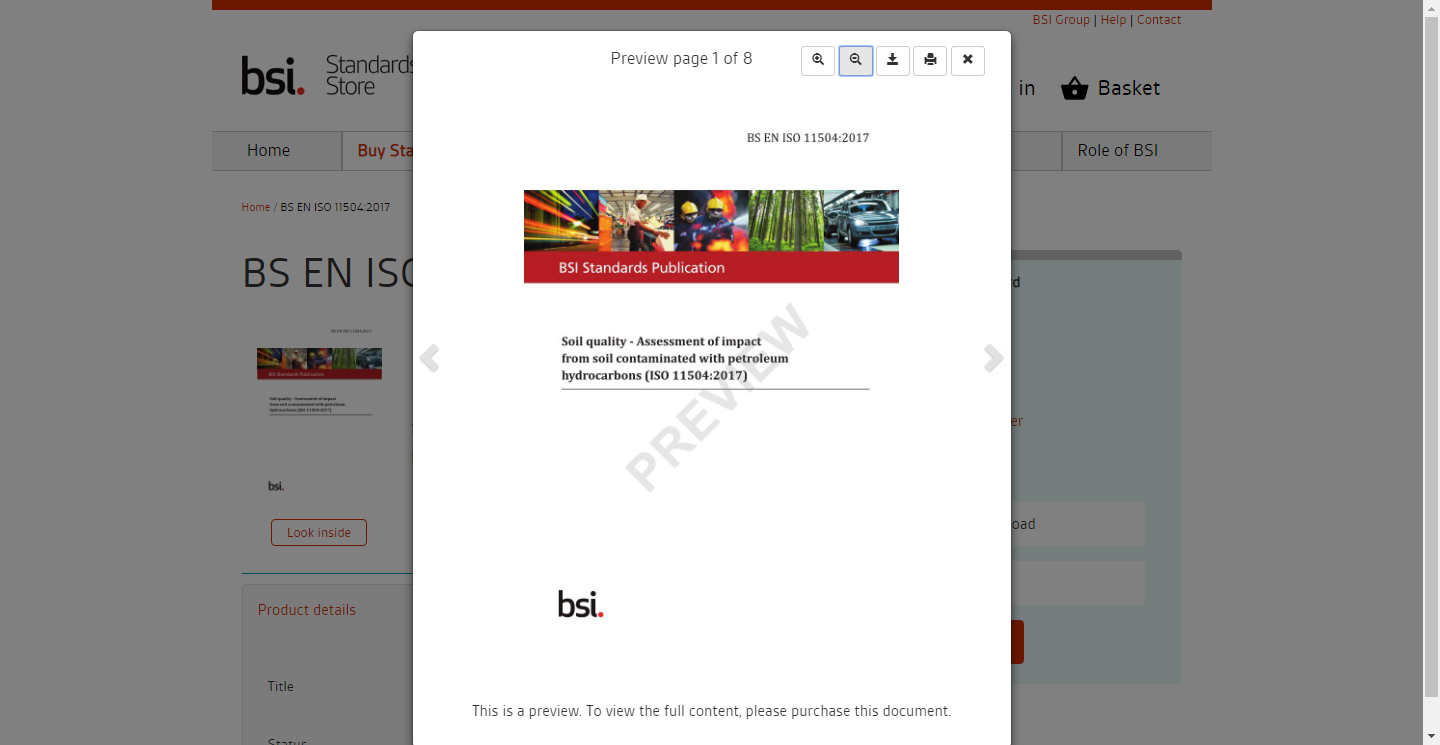 BSI Group | Help | Contact
bsi.
Standards
Store
in
Basket
Home
Buy Sta
Role of BSI
Home / BS EN ISO 11504:2017
BS EN ISO
BS EN ISO 11504:2017
BSI Standards Publication
Soil quality - Assessment of impact
from soil contaminated with petroleum
hydrocarbons (ISO 11504:2017)
bsi.
Look inside
Product details
Title
Status
Preview page 1 of 8
BS EN ISO 11504:2017
BSI Standards Publication
Soil quality - Assessment of impact
from soil contaminated with petroleum
hydrocarbons (ISO 11504:2017)
PREVIEW
bsi.
This is a preview. To view the full content, please purchase this document.
rd
er
oad